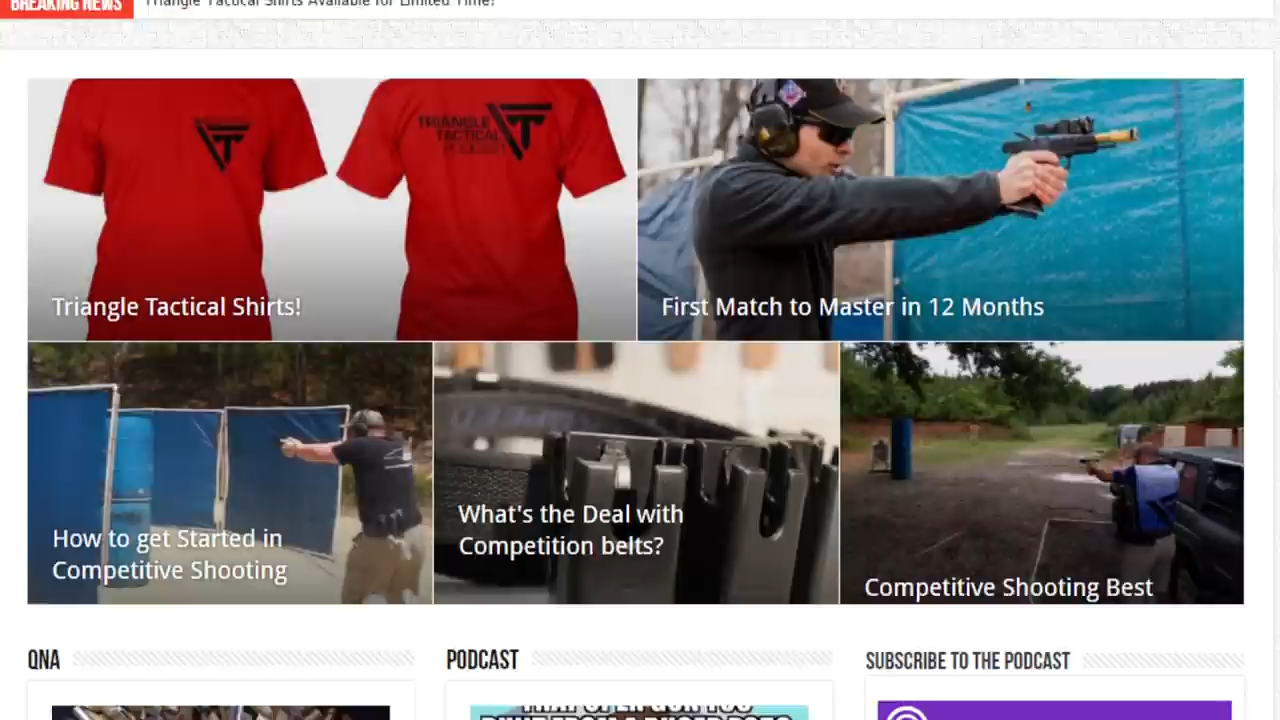 BREAKING NEWS
Triangle Tactical Shirts Available for Limited Time!
TRIANGLE
TACTICAL
Triangle Tactical Shirts!
First Match to Master in 12 Months
How to get Started in
Competitive Shooting
What's the Deal with
Competition belts?
Competitive Shooting Best
QNA
PODCAST
SUBSCRIBE TO THE PODCAST